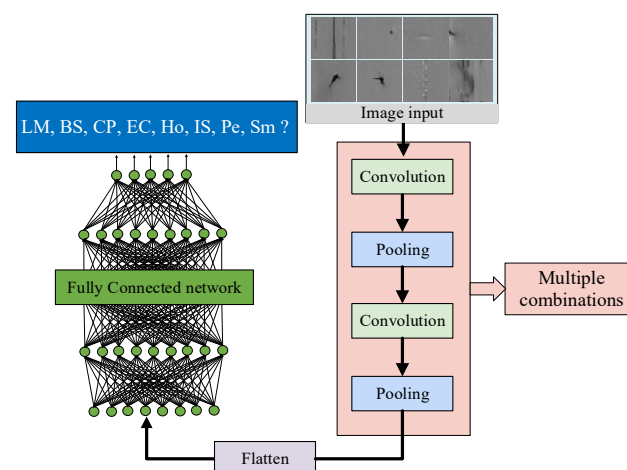 Image input
LM, BS, CP, EC, Ho, IS, Pe, Sm ?
Convolution
Pooling
Multiple
combinations
Fully Connected network
Convolution
Pooling
Flatten